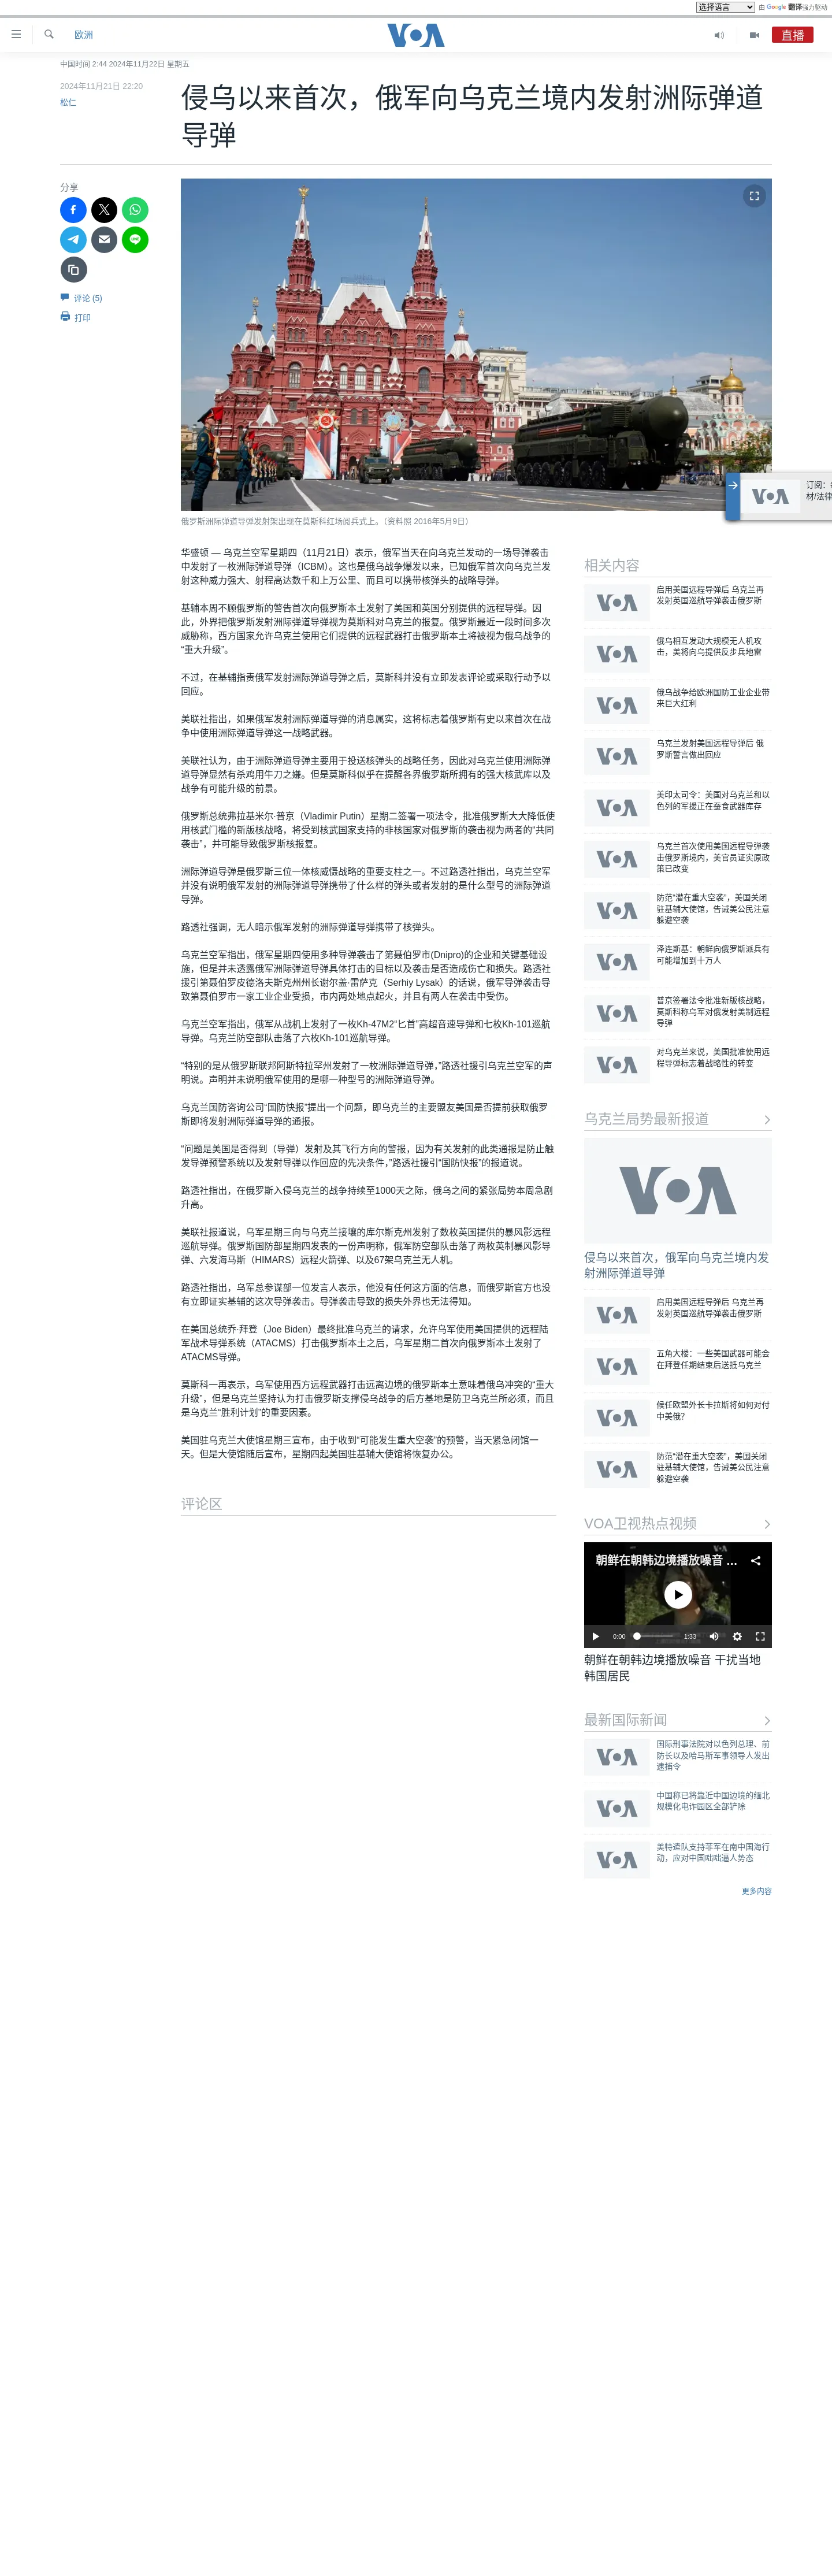 选择语言 由 Google 翻译强力驱动
欧洲
VOA
直播
中国时间 2:44 2024年11月22日 星期五
2024年11月21日 22:20
松仁
侵乌以来首次，俄军向乌克兰境内发射洲际弹道
导弹
分享
评论 (5)
打印
俄罗斯洲际弹道导弹发射架出现在莫斯科红场阅兵式上。（资料照 2016年5月9日）
订阅：
VOA
材/法律
华盛顿 — 乌克兰空军星期四（11月21日）表示，俄军当天在向乌克兰发动的一场导弹袭击
中发射了一枚洲际弹道导弹（ICBM）。这也是俄乌战争爆发以来，已知俄军首次向乌克兰发
射这种威力强大、射程高达数千和上万公里、而且可以携带核弹头的战略导弹。
基辅本周不顾俄罗斯的警告首次向俄罗斯本土发射了美国和英国分别提供的远程导弹。因
此，外界把俄罗斯发射洲际弹道导弹视为莫斯科对乌克兰的报复。俄罗斯最近一段时间多次
威胁称，西方国家允许乌克兰使用它们提供的远程武器打击俄罗斯本土将被视为俄乌战争的
“重大升级”。
不过，在基辅指责俄军发射洲际弹道导弹之后，莫斯科并没有立即发表评论或采取行动予以
回应。
美联社指出，如果俄军发射洲际弹道导弹的消息属实，这将标志着俄罗斯有史以来首次在战
争中使用洲际弹道导弹这一战略武器。
美联社认为，由于洲际弹道导弹主要用于投送核弹头的战略任务，因此对乌克兰使用洲际弹
道导弹显然有杀鸡用牛刀之嫌。但是莫斯科似乎在提醒各界俄罗斯所拥有的强大核武库以及
战争有可能升级的前景。
俄罗斯总统弗拉基米尔·普京（Vladimir Putin）星期二签署一项法令，批准俄罗斯大大降低使
用核武门槛的新版核战略，将受到核武国家支持的非核国家对俄罗斯的袭击视为两者的“共同
袭击”，并可能导致俄罗斯核报复。
洲际弹道导弹是俄罗斯三位一体核威慑战略的重要支柱之一。不过路透社指出，乌克兰空军
并没有说明俄军发射的洲际弹道导弹携带了什么样的弹头或者发射的是什么型号的洲际弹道
导弹。
路透社强调，无人暗示俄军发射的洲际弹道导弹携带了核弹头。
乌克兰空军指出，俄军星期四使用多种导弹袭击了第聂伯罗市(Dnipro)的企业和关键基础设
施，但是并未透露俄军洲际弹道导弹具体打击的目标以及袭击是否造成伤亡和损失。路透社
援引第聂伯罗皮德洛夫斯克州州长谢尔盖·雷萨克（Serhiy Lysak）的话说，俄军导弹袭击导
致第聂伯罗市一家工业企业受损，市内两处地点起火，并且有两人在袭击中受伤。
乌克兰空军指出，俄军从战机上发射了一枚Kh-47M2“匕首”高超音速导弹和七枚Kh-101巡航
导弹。乌克兰防空部队击落了六枚Kh-101巡航导弹。
“特别的是从俄罗斯联邦阿斯特拉罕州发射了一枚洲际弹道导弹，”路透社援引乌克兰空军的声
明说。声明并未说明俄军使用的是哪一种型号的洲际弹道导弹。
乌克兰国防咨询公司“国防快报”提出一个问题，即乌克兰的主要盟友美国是否提前获取俄罗
斯即将发射洲际弹道导弹的通报。
“问题是美国是否得到（导弹）发射及其飞行方向的警报，因为有关发射的此类通报是防止触
发导弹预警系统以及发射导弹以作回应的先决条件，”路透社援引“国防快报”的报道说。
路透社指出，在俄罗斯入侵乌克兰的战争持续至1000天之际，俄乌之间的紧张局势本周急剧
升高。
美联社报道说，乌军星期三向与乌克兰接壤的库尔斯克州发射了数枚英国提供的暴风影远程
巡航导弹。俄罗斯国防部星期四发表的一份声明称，俄军防空部队击落了两枚英制暴风影导
弹、六发海马斯（HIMARS）远程火箭弹、以及67架乌克兰无人机。
路透社指出，乌军总参谋部一位发言人表示，他没有任何这方面的信息，而俄罗斯官方也没
有立即证实基辅的这次导弹袭击。导弹袭击导致的损失外界也无法得知。
在美国总统乔·拜登（Joe Biden）最终批准乌克兰的请求，允许乌军使用美国提供的远程陆
军战术导弹系统（ATACMS）打击俄罗斯本土之后，乌军星期二首次向俄罗斯本土发射了
ATACMS导弹。
莫斯科一再表示，乌军使用西方远程武器打击远离边境的俄罗斯本土意味着俄乌冲突的“重大
升级”，但是乌克兰坚持认为打击俄罗斯支撑侵乌战争的后方基地是防卫乌克兰所必须，而且
是乌克兰“胜利计划”的重要因素。
美国驻乌克兰大使馆星期三宣布，由于收到“可能发生重大空袭”的预警，当天紧急闭馆一
天。但是大使馆随后宣布，星期四起美国驻基辅大使馆将恢复办公。
评论区
相关内容
VOA
启用美国远程导弹后 乌克兰再
发射英国巡航导弹袭击俄罗斯
VOA
俄乌相互发动大规模无人机攻
击，美将向乌提供反步兵地雷
VOA
俄乌战争给欧洲国防工业企业带
来巨大红利
VOA
乌克兰发射美国远程导弹后 俄
罗斯誓言做出回应
VOA
美印太司令：美国对乌克兰和以
色列的军援正在蚕食武器库存
VOA
乌克兰首次使用美国远程导弹袭
击俄罗斯境内，美官员证实原政
策已改变
VOA
防范“潜在重大空袭”，美国关闭
驻基辅大使馆，告诫美公民注意
躲避空袭
VOA
泽连斯基：朝鲜向俄罗斯派兵有
可能增加到十万人
VOA
普京签署法令批准新版核战略，
莫斯科称乌军对俄发射美制远程
导弹
VOA
对乌克兰来说，美国批准使用远
程导弹标志着战略性的转变
乌克兰局势最新报道
VOA
侵乌以来首次，俄军向乌克兰境内发
射洲际弹道导弹
VOA
启用美国远程导弹后 乌克兰再
发射英国巡航导弹袭击俄罗斯
VOA
五角大楼：一些美国武器可能会
在拜登任期结束后送抵乌克兰
VOA
候任欧盟外长卡拉斯将如何对付
中美俄？
VOA
防范“潜在重大空袭”，美国关闭
驻基辅大使馆，告诫美公民注意
躲避空袭
VOA卫视热点视频
VOA
朝鲜在朝韩边境播放噪音 ...
0:00 1:33
朝鲜在朝韩边境播放噪音 干扰当地
韩国居民
最新国际新闻
VOA
国际刑事法院对以色列总理、前
防长以及哈马斯军事领导人发出
逮捕令
VOA
中国称已将靠近中国边境的缅北
规模化电诈园区全部铲除
VOA
美特遣队支持菲军在南中国海行
动，应对中国咄咄逼人势态
更多内容